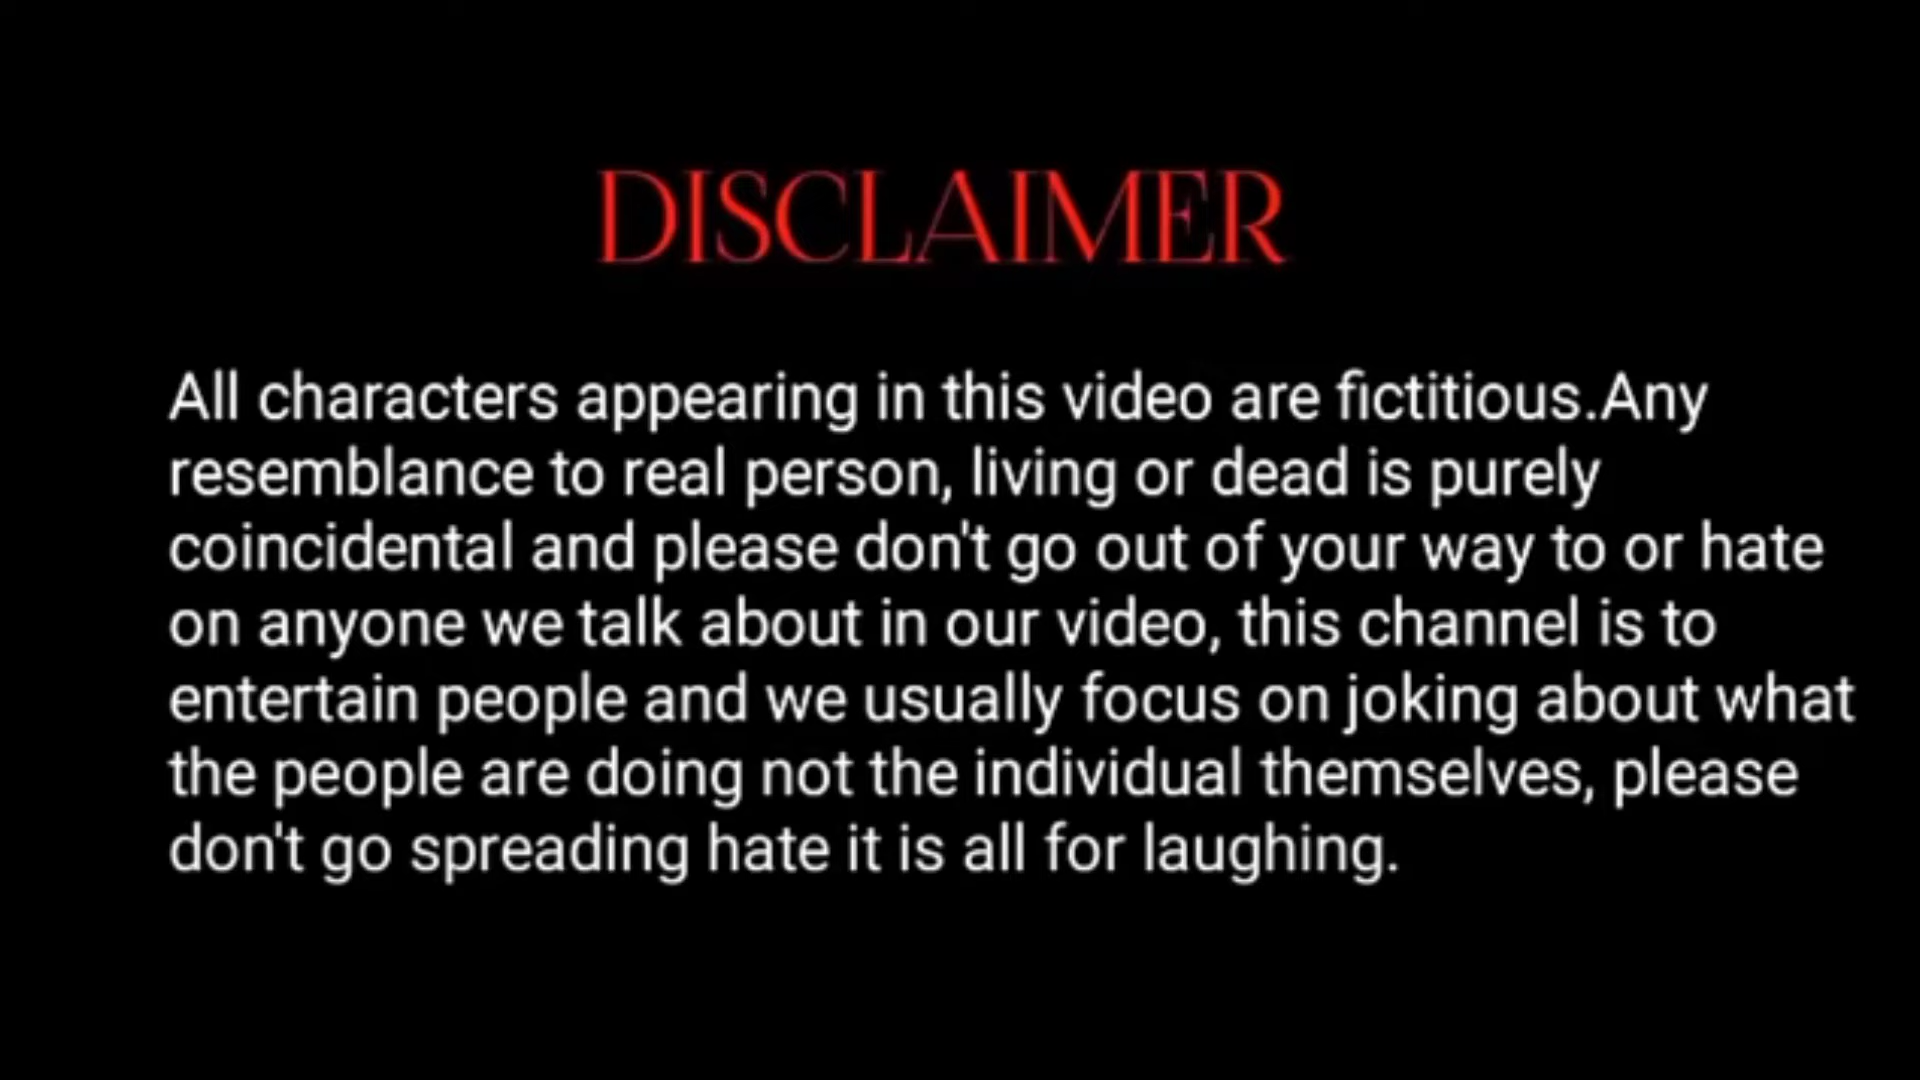 DISCLAIMER
All characters appearing in this video are fictitious.Any
resemblance to real person, living or dead is purely
coincidental and please don't go out of your way to or hate
on anyone we talk about in our video, this channel is to
entertain people and we usually focus on joking about what
the people are doing not the individual themselves, please
don't go spreading hate it is all for laughing.